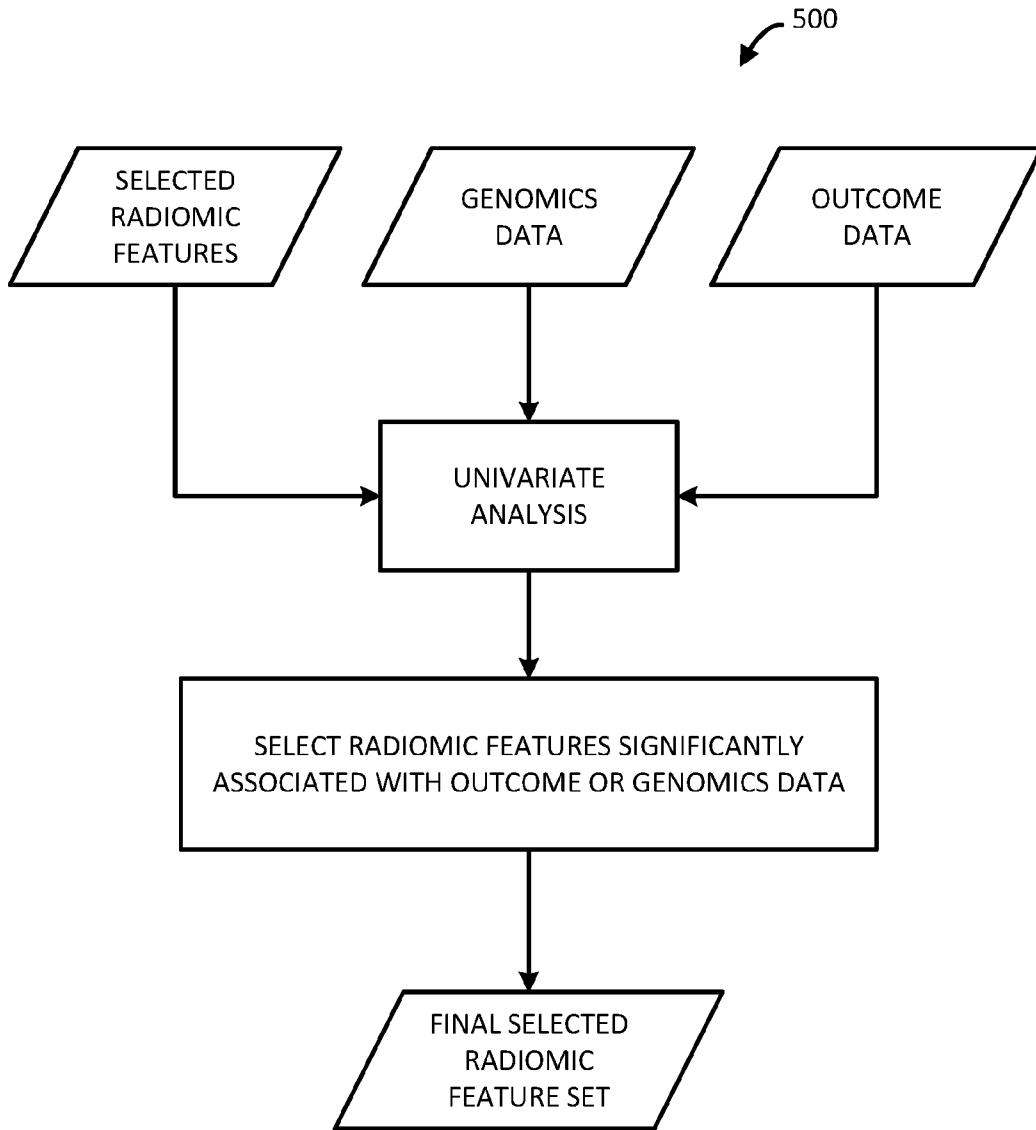 500
SELECTED
RADIOMIC
FEATURES
GENOMICS
DATA
OUTCOME
DATA
UNIVARIATE
ANALYSIS
SELECT RADIOMIC FEATURES SIGNIFICANTLY
ASSOCIATED WITH OUTCOME OR GENOMICS DATA
FINAL SELECTED
RADIOMIC
FEATURE SET